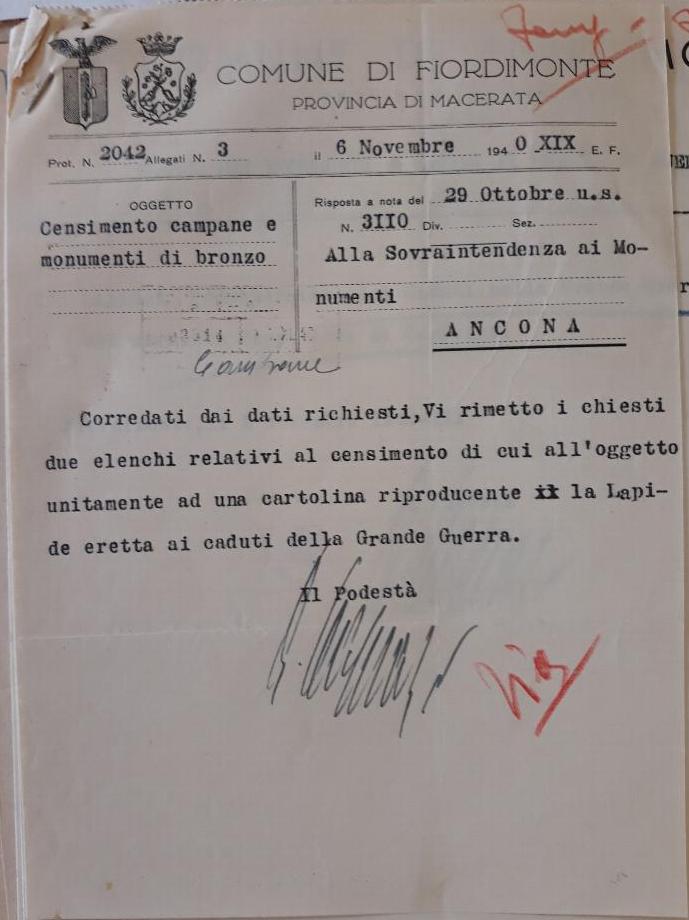 COMUNE DI FIORDIMONTE
PROVINCIA DI MACERATA
Prot. N. 2042 Allegati N. 3 il 6 Novembre 1940 XIX E. F.
OGGETTO
Censimento campane e
monumenti di bronzo
Risposta a nota del 29 Ottobre u.s.
N. 3110 Div. Sez.
Alla Sovraintendenza ai Mo-
numenti
ANCONA
Campane
Corredati dai dati richiesti,Vi rimetto i chiesti
due elenchi relativi al censimento di cui all'oggetto
unitamente ad una cartolina riproducente la Lapi-
de eretta ai caduti della Grande Guerra.
Il Podestà